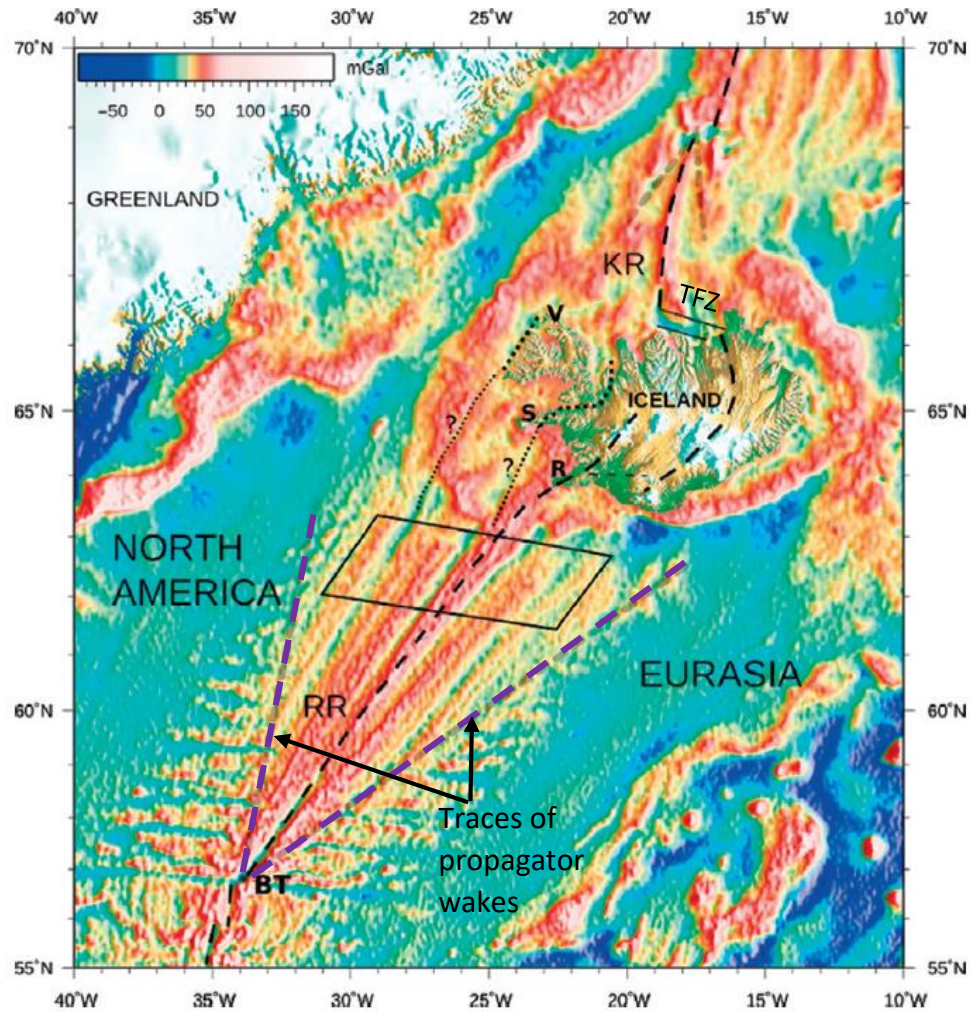 40°W 35°W 30°W 25°W 20°W 15°W 10°W
70°N 70°N
mGal
−50 0 50 100 150
GREENLAND
KR
TFZ
V
ICELAND
65°N 65°N
S
?
?
R
NORTH
AMERICA
EURASIA
RR
60°N 60°N
Traces of
propagator
wakes
BT
55°N 55°N
40°W 35°W 30°W 25°W 20°W 15°W 10°W